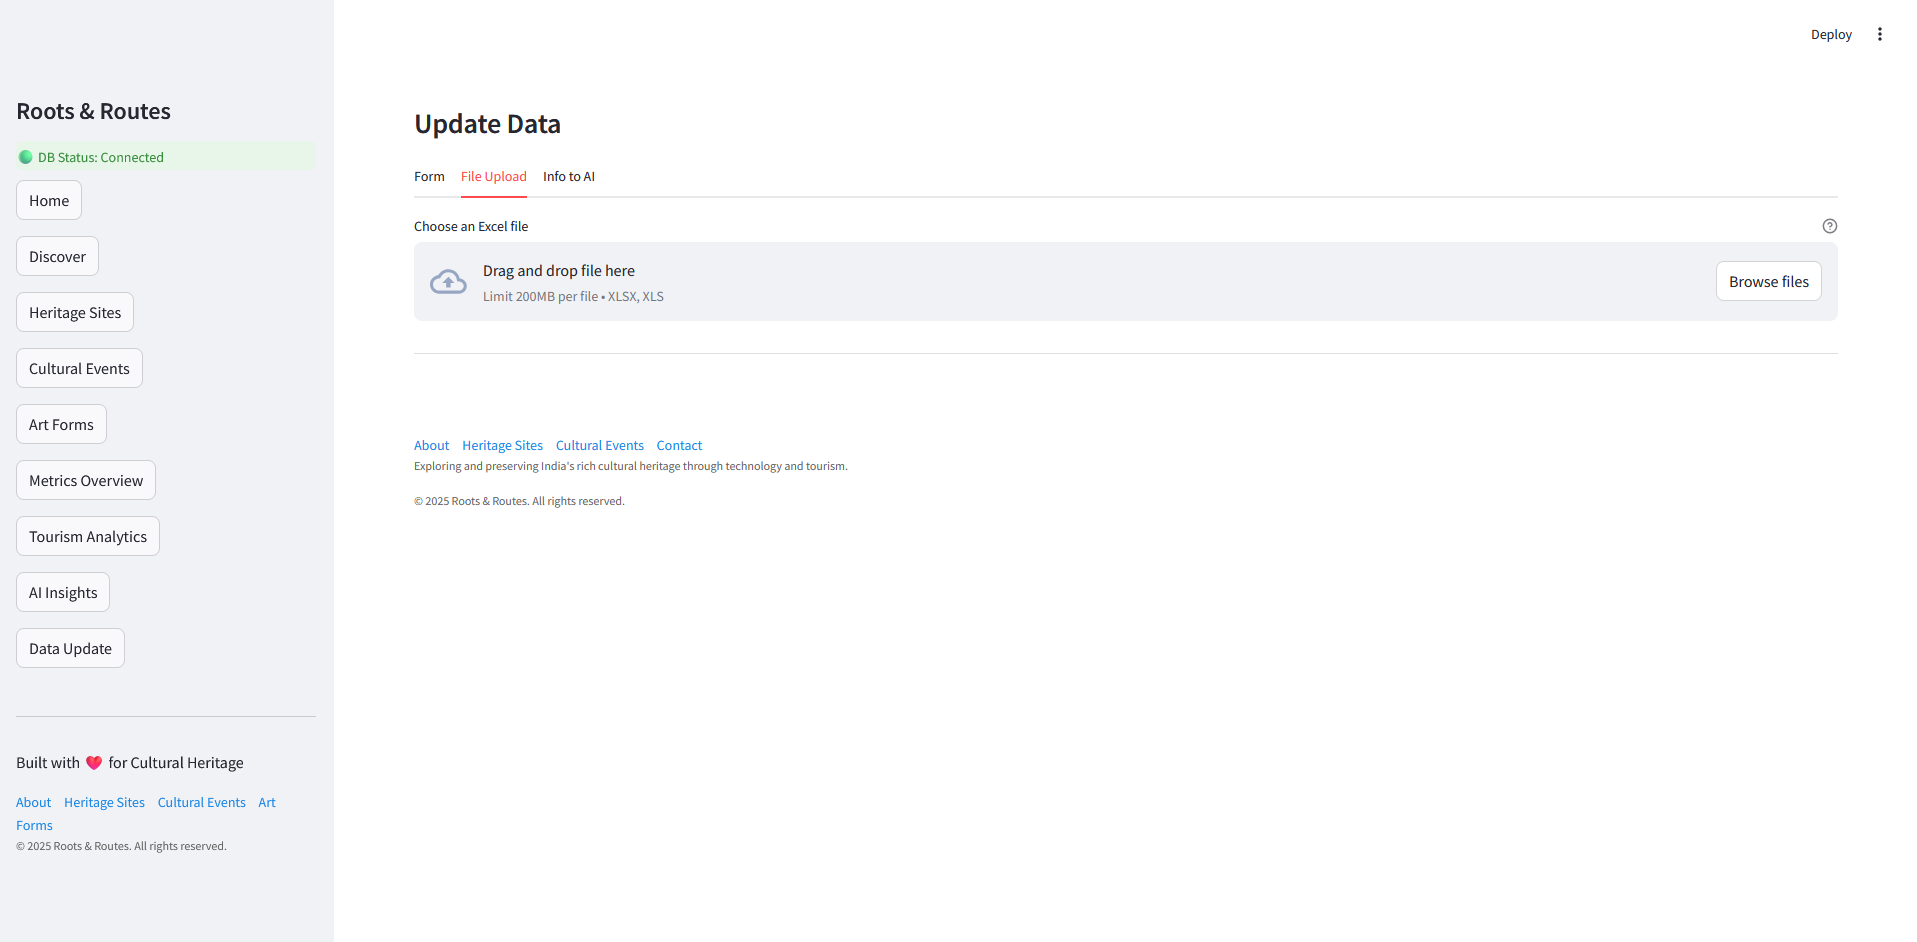 Deploy
Roots & Routes
DB Status: Connected
Home
Discover
Heritage Sites
Cultural Events
Art Forms
Metrics Overview
Tourism Analytics
AI Insights
Data Update
Built with ❤️ for Cultural Heritage
About Heritage Sites Cultural Events Art
Forms
© 2025 Roots & Routes. All rights reserved.
Update Data
Form File Upload Info to AI
Choose an Excel file
Drag and drop file here
Limit 200MB per file • XLSX, XLS
Browse files
About Heritage Sites Cultural Events Contact
Exploring and preserving India's rich cultural heritage through technology and tourism.
© 2025 Roots & Routes. All rights reserved.